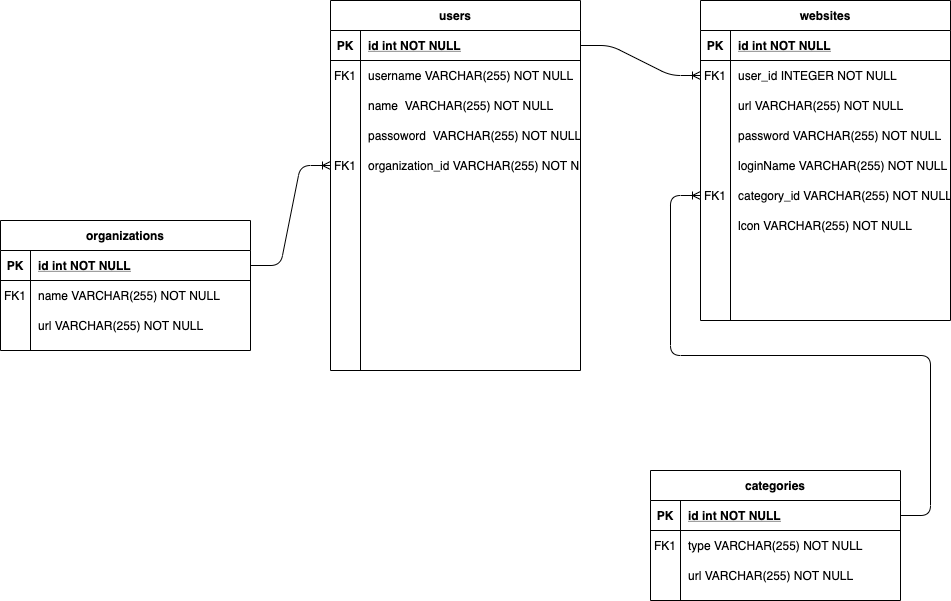 users
PK id int NOT NULL
FK1 username VARCHAR(255) NOT NULL
name VARCHAR(255) NOT NULL
passoword VARCHAR(255) NOT NULL
FK1 organization_id VARCHAR(255) NOT N
websites
PK id int NOT NULL
FK1 user_id INTEGER NOT NULL
url VARCHAR(255) NOT NULL
password VARCHAR(255) NOT NULL
loginName VARCHAR(255) NOT NULL
FK1 category_id VARCHAR(255) NOT NULL
Icon VARCHAR(255) NOT NULL
organizations
PK id int NOT NULL
FK1 name VARCHAR(255) NOT NULL
url VARCHAR(255) NOT NULL
categories
PK id int NOT NULL
FK1 type VARCHAR(255) NOT NULL
url VARCHAR(255) NOT NULL